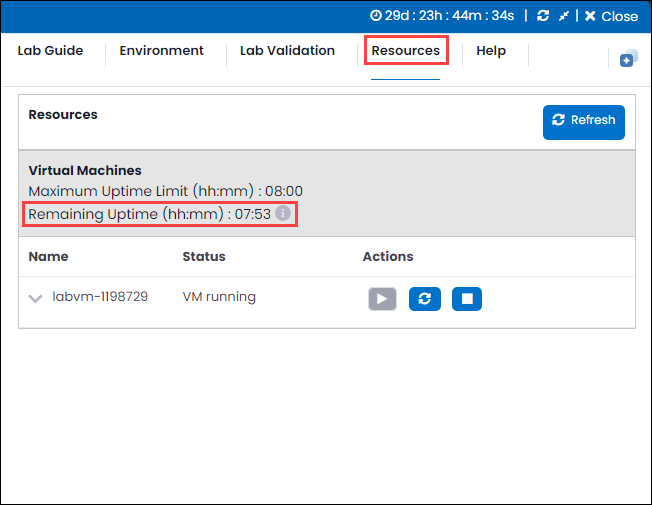 29d : 23h : 44m : 34s | Close
Lab Guide Environment Lab Validation Resources Help
Resources
Refresh
Virtual Machines
Maximum Uptime Limit (hh:mm) : 08:00
Remaining Uptime (hh:mm) : 07:53
Name Status Actions
labvm-1198729 VM running